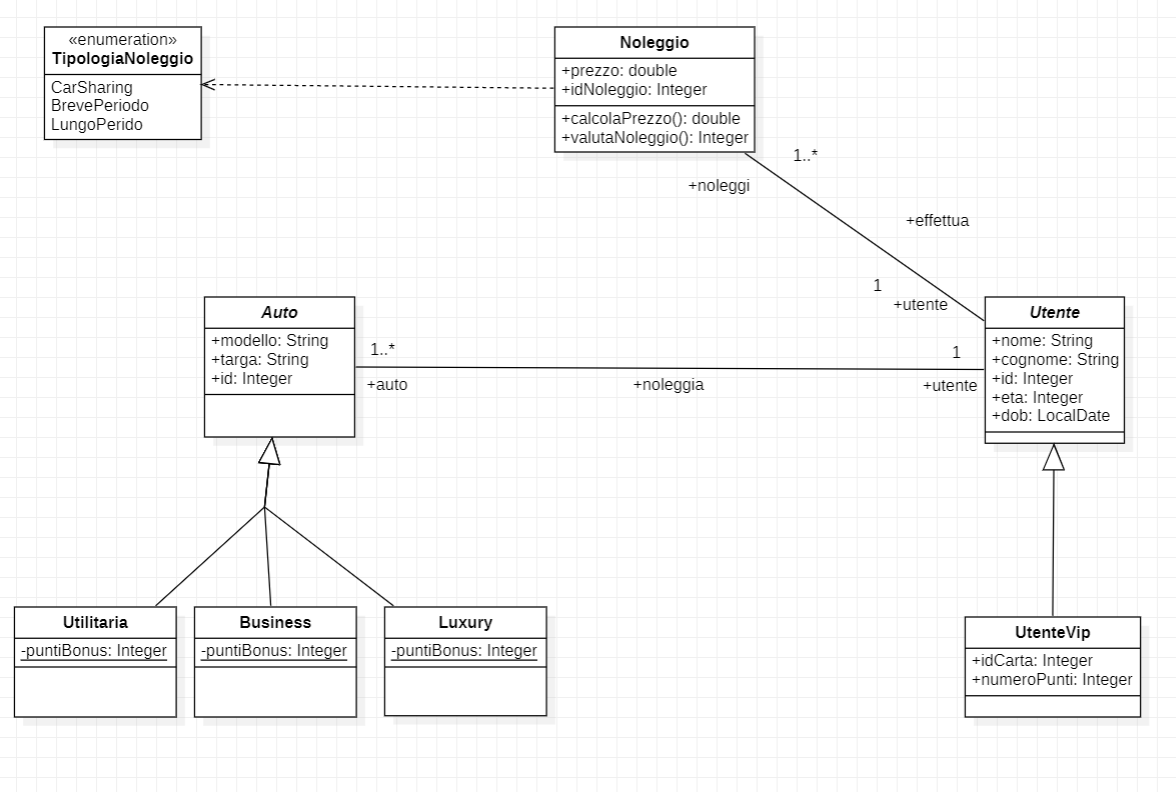 «enumeration»
TipologiaNoleggio
CarSharing
BrevePeriodo
LungoPerido
Noleggio
+prezzo: double
+idNoleggio: Integer
+calcolaPrezzo(): double
+valutaNoleggio(): Integer
1..*
+noleggi
+effettua
1
+utente
Auto
+modello: String
+targa: String
+id: Integer
1..*
+auto
+noleggia
1
+utente
Utente
+nome: String
+cognome: String
+id: Integer
+eta: Integer
+dob: LocalDate
Utilitaria
-puntiBonus: Integer
Business
-puntiBonus: Integer
Luxury
-puntiBonus: Integer
UtenteVip
+idCarta: Integer
+numeroPunti: Integer